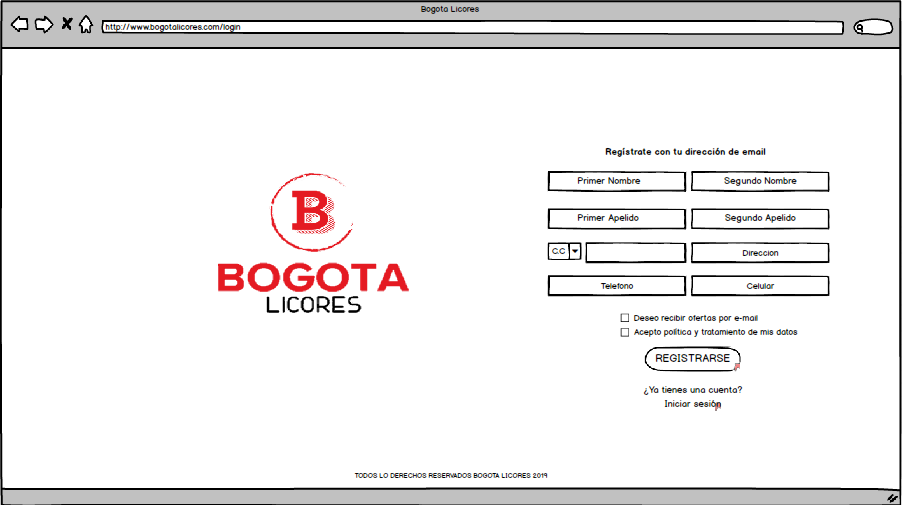 Bogota Licores
http://www.bogotalicores.com/login
B
BOGOTA
LICORES
Regístrate con tu dirección de email
Primer Nombre
Segundo Nombre
Primer Apelido
Segundo Apelido
C.C
Direccion
Telefono
Celular
Deseo recibir ofertas por e-mail
Acepto política y tratamiento de mis datos
REGISTRARSE
¿Ya tienes una cuenta?
Iniciar sesión
TODOS LO DERECHOS RESERVADOS BOGOTA LICORES 2019